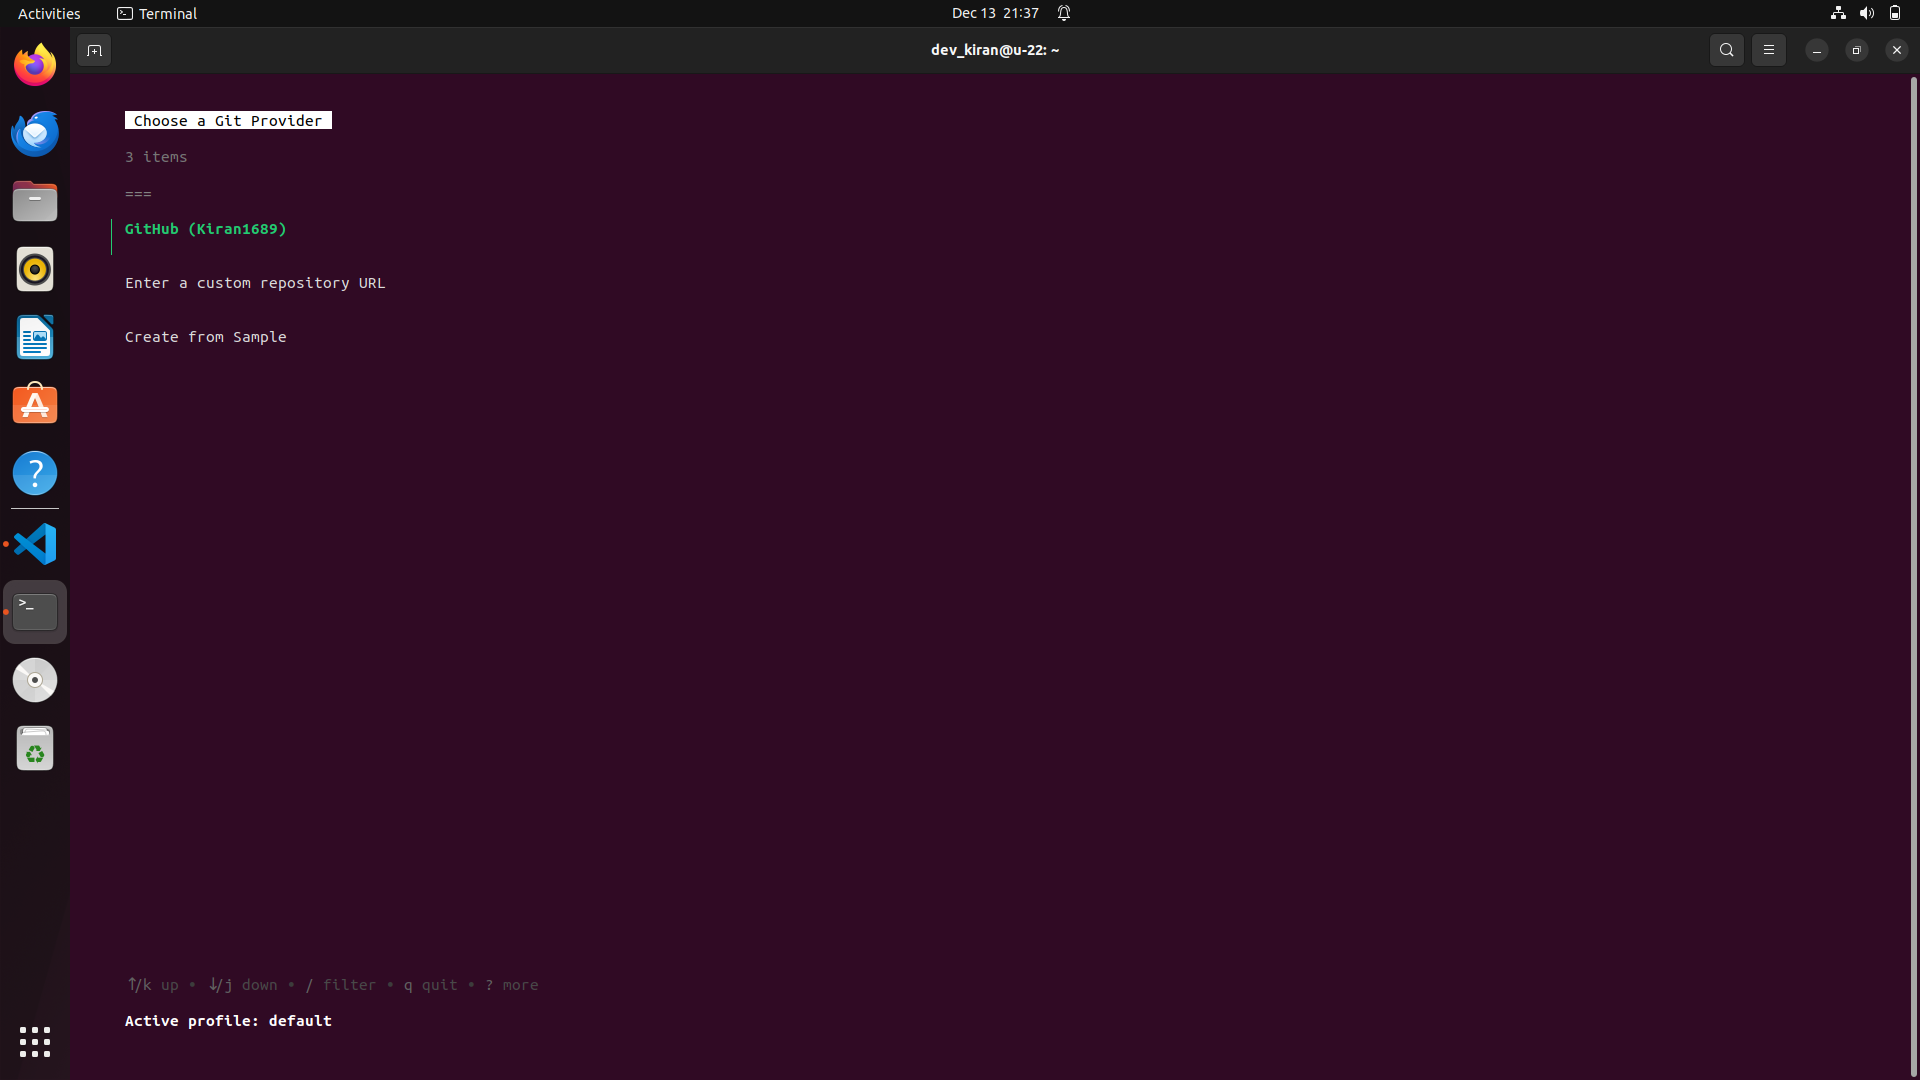 Activities
Terminal
Dec 13 21:37
dev_kiran@u-22: ~
Choose a Git Provider
3 items
===
GitHub (Kiran1689)
Enter a custom repository URL
Create from Sample
↑/k up • ↓/j down • / filter • q quit • ? more
Active profile: default